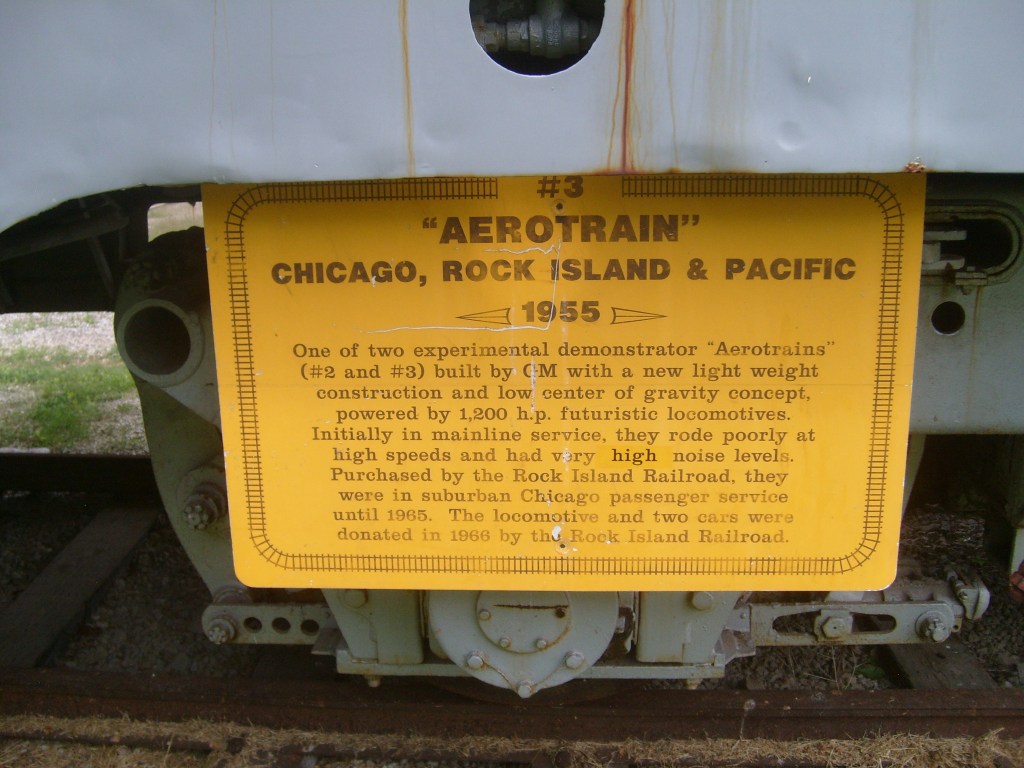 #3
"AEROTRAIN"
CHICAGO, ROCK ISLAND & PACIFIC
1955
One of two experimental demonstrator "Aerotrains"
(#2 and #3) built by GM with a new light weight
construction and low center of gravity concept,
powered by 1,200 h.p. futuristic locomotives.
Initially in mainline service, they rode poorly at
high speeds and had very high noise levels.
Purchased by the Rock Island Railroad, they
were in suburban Chicago passenger service
until 1965. The locomotive and two cars were
donated in 1966 by the Rock Island Railroad.